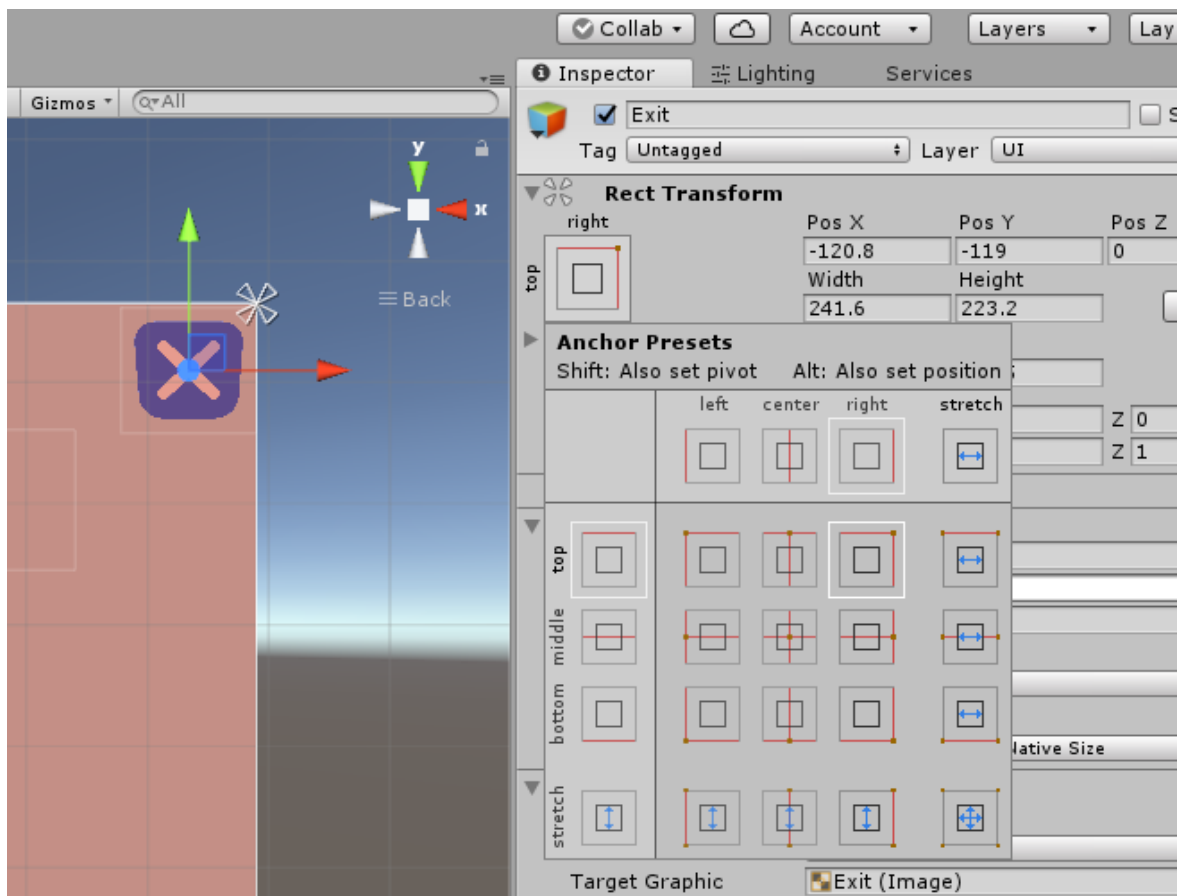 Collab Account Layers Lay
Inspector Lighting Services
Gizmos All
Exit S
Tag Untagged Layer UI
y
x
Back
Rect Transform
right Pos X Pos Y Pos Z
top -120.8 -119 0
Width Height
241.6 223.2
Anchor Presets
Shift: Also set pivot Alt: Also set position
left center right stretch
Z 0
Z 1
top
middle
bottom
Native Size
stretch
Target Graphic Exit (Image)